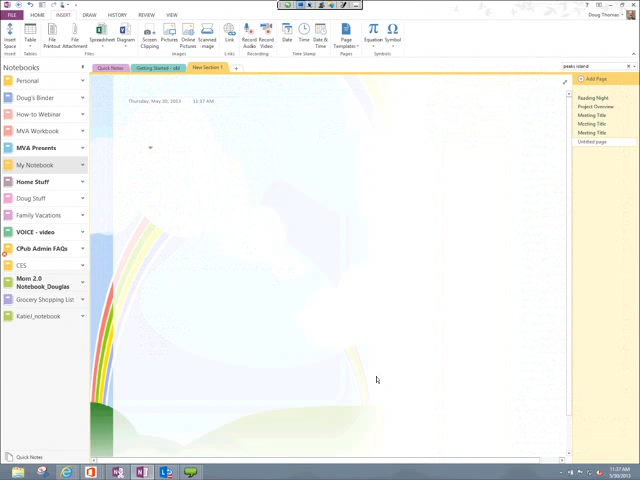 Doug Thomas
FILE HOME INSERT DRAW HISTORY REVIEW VIEW
Insert Space Table File Printout File Attachment Spreadsheet Diagram Screen Clipping Pictures Online Pictures Scanned Image Link Record Audio Record Video Date Time Date & Time Page Templates Equation Symbol
Insert Tables Files Images Links Recording Time Stamp Pages Symbols
Notebooks
Quick Notes
New Section 1
peaks island
Personal
Doug's Binder
How-to Webinar
MVA Workbook
MVA Presents
My Notebook
Home Stuff
Doug Stuff
Family Vacations
VOICE - video
CPub Admin FAQs
CES
Mom 2.0
Notebook_Douglas
Grocery Shopping List
KatieJ_notebook
Quick Notes
Thursday, May 30, 2013 11:37 AM
Add Page
Reading Night
Project Overview
Meeting Title
Meeting Title
Meeting Title
Untitled page
11:37 AM
5/30/2013